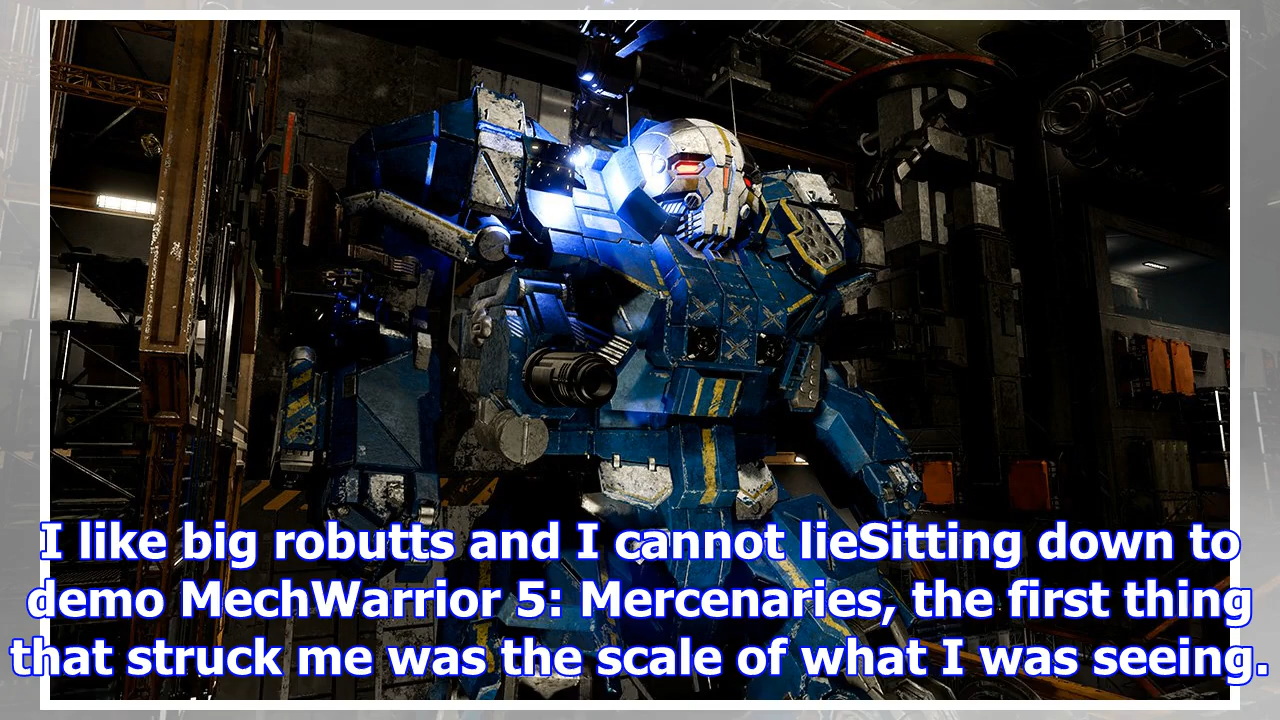 I like big robutts and I cannot lieSitting down to
demo MechWarrior 5: Mercenaries, the first thing
that struck me was the scale of what I was seeing.